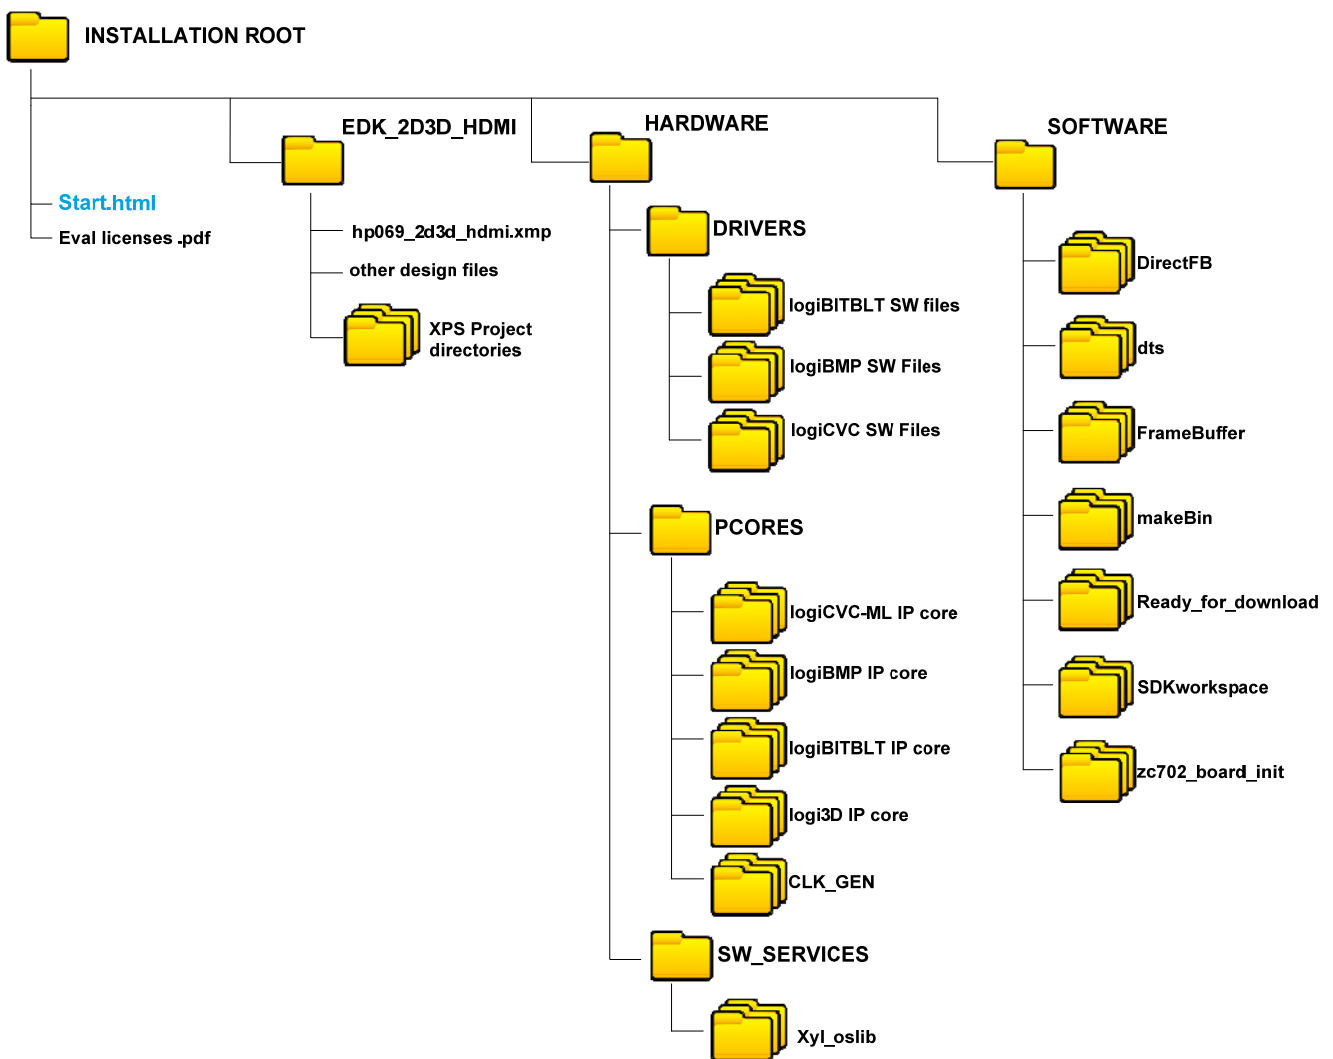 INSTALLATION ROOT
Start.html
Eval licenses .pdf
EDK_2D3D_HDMI
hp069_2d3d_hdmi.xmp
other design files
XPS Project
directories
HARDWARE
DRIVERS
logiBITBLT SW files
logiBMP SW Files
logiCVC SW Files
PCORES
logiCVC-ML IP core
logiBMP IP core
logiBITBLT IP core
logi3D IP core
CLK_GEN
SW_SERVICES
Xyl_oslib
SOFTWARE
DirectFB
dts
FrameBuffer
makeBin
Ready_for_download
SDKworkspace
zc702_board_init